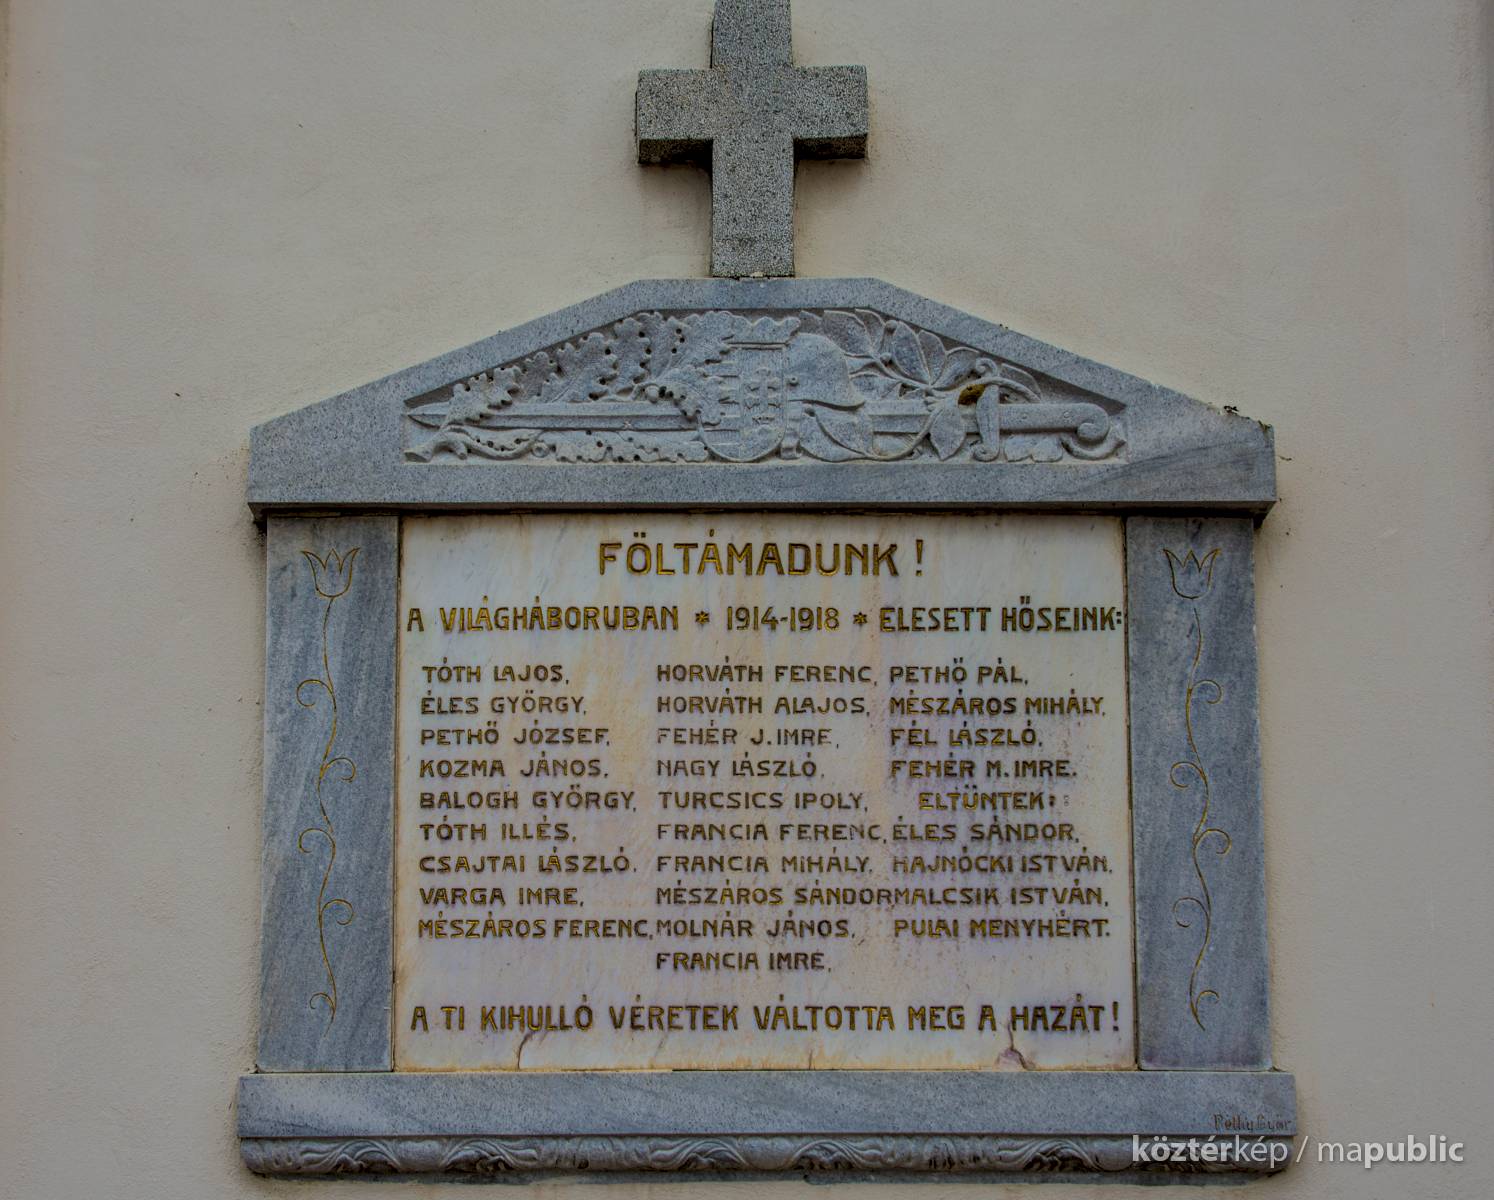 FÖLTÁMADUNK!
A VILÁGHÁBORUBAN * 1914-1918 * ELESETT HŐSEINK:
TÓTH LAJOS,
ÉLES GYÖRGY,
PETHŐ JÓZSEF,
KOZMA JÁNOS,
BALOGH GYÖRGY,
TÓTH ILLÉS,
CSAJTAI LÁSZLÓ,
VARGA IMRE,
MÉSZÁROS FERENC,
HORVÁTH FERENC,
HORVÁTH ALAJOS,
FEHÉR J. IMRE,
NAGY LÁSZLÓ,
TURCSICS IPOLY,
FRANCIA FERENC,
FRANCIA MIHÁLY,
MÉSZÁROS SÁNDOR
MOLNÁR JÁNOS,
FRANCIA IMRE,
PETHŐ PÁL,
MÉSZÁROS MIHÁLY,
FÉL LÁSZLÓ,
FEHÉR M. IMRE.
ELTÜNTEK:
ÉLES SÁNDOR,
HAJNÓCKI ISTVÁN,
MALCSIK ISTVÁN,
PULAI MENYHÉRT.
A TI KIHULLÓ VÉRETEK VÁLTOTTA MEG A HAZÁT!
köztérkép / mapublic